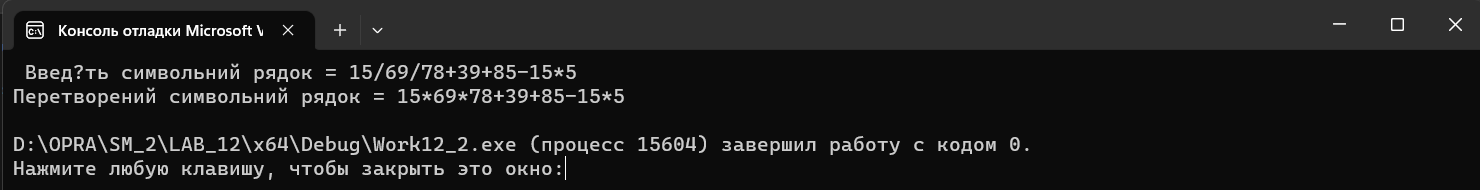 Консоль отладки Microsoft V
Введ?ть символьний рядок = 15/69/78+39+85-15*5
Перетворений символьний рядок = 15*69*78+39+85-15*5
D:\OPRA\SM_2\LAB_12\x64\Debug\Work12_2.exe (процесс 15604) завершил работу с кодом 0.
Нажмите любую клавишу, чтобы закрыть это окно: